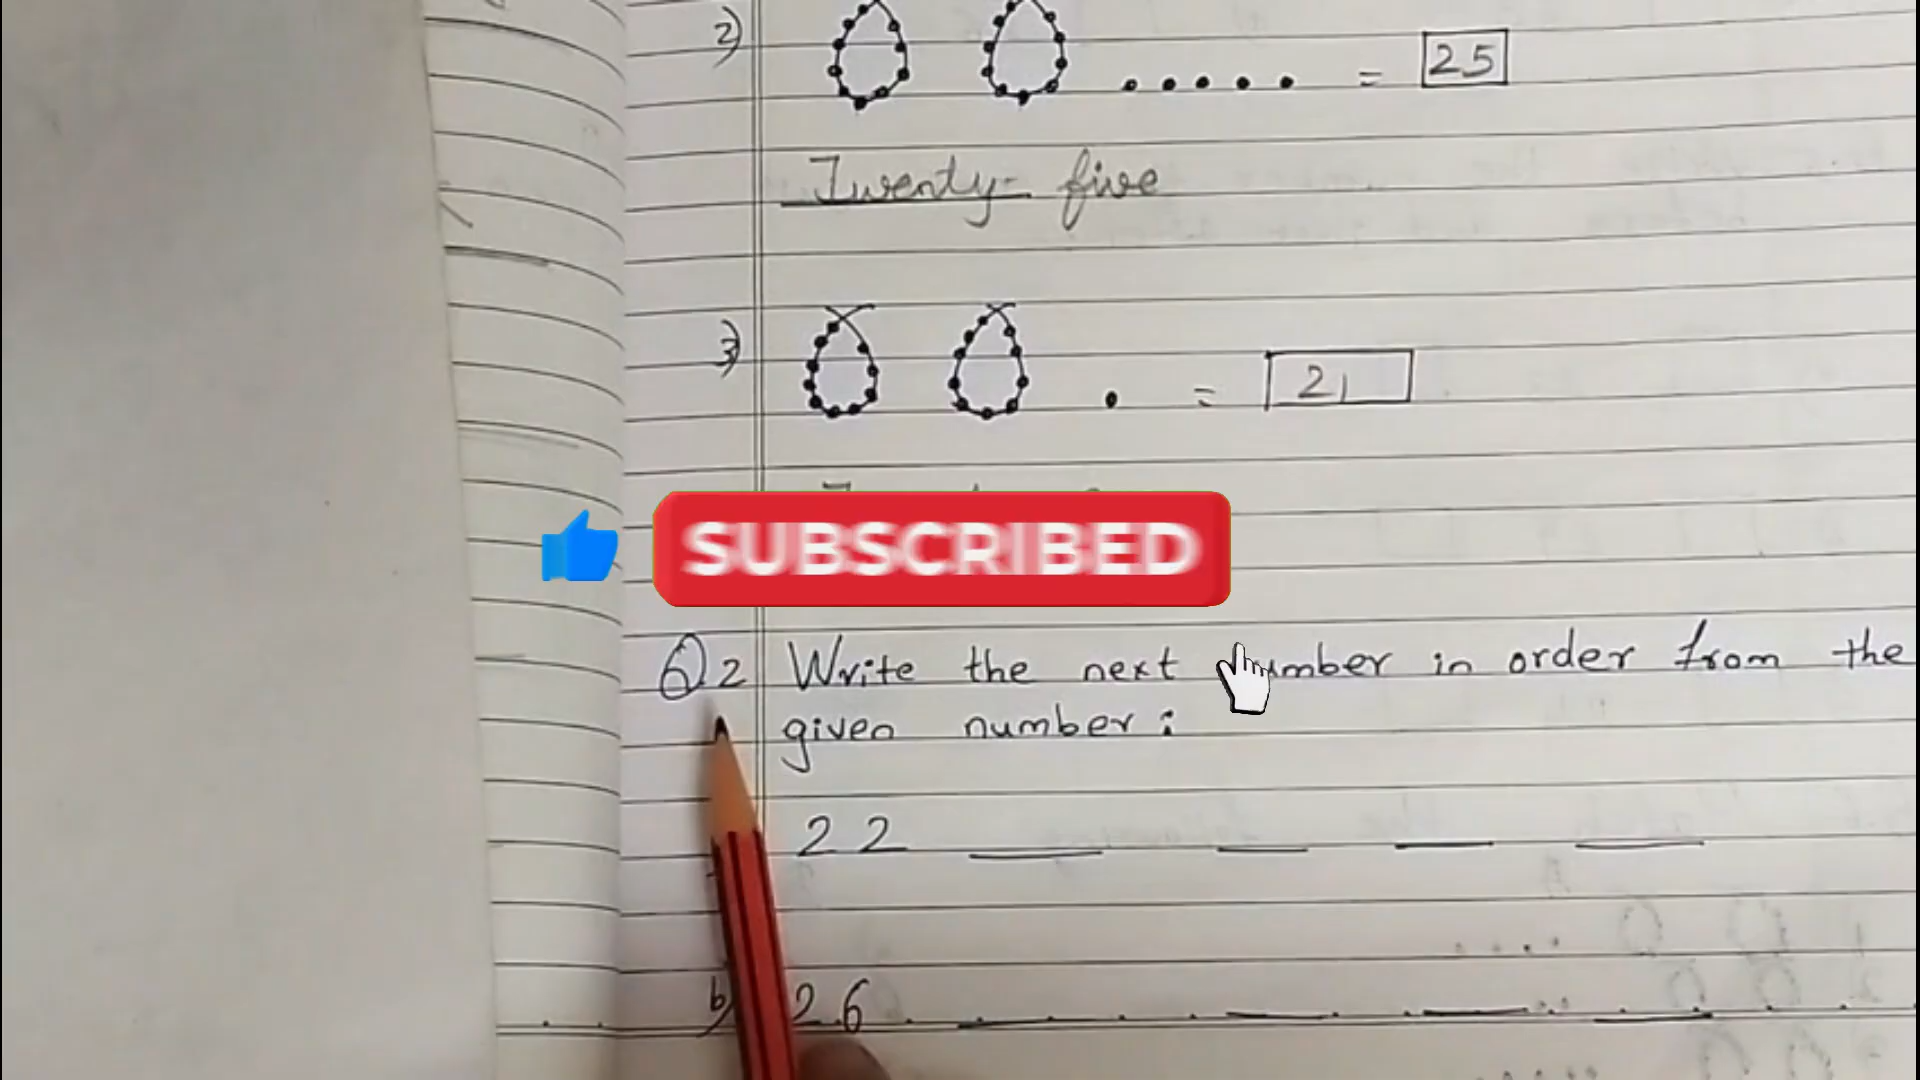 2) = 25
Twenty- five
3) = 21
SUBSCRIBED
Q2 Write the next number in order from the
given number:
22
b) 26